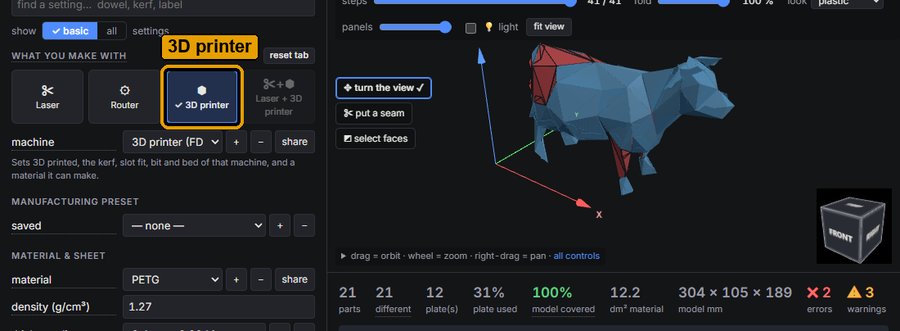 find a setting... dowel, kerf, label
show ✓ basic all settings
WHAT YOU MAKE WITH
3D printer
reset tab
Laser
Router
✓ 3D printer
Laser + 3D
printer
machine 3D printer (FD + − share
Sets 3D printed, the kerf, slot fit, bit and bed of that machine, and a
material it can make.
MANUFACTURING PRESET
saved — none — + −
MATERIAL & SHEET
material PETG + − share
density (g/cm³) 1.27
steps 41 / 41 fold 100 % look plastic
panels light fit view
turn the view ✓
put a seam
select faces
Y
X
FRONT
drag = orbit · wheel = zoom · right-drag = pan · all controls
21 21 12 31% 100% 12.2 304 × 105 × 189 2 3
parts different plate(s) plate used model covered dm² material model mm errors warnings